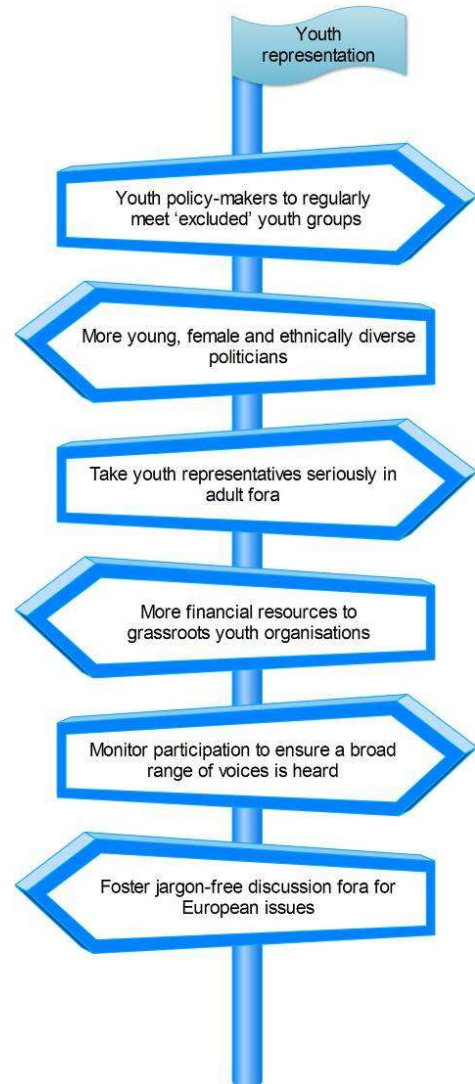 Youth
representation
Youth policy-makers to regularly
meet ‘excluded’ youth groups
More young, female and ethnically diverse
politicians
Take youth representatives seriously in
adult fora
More financial resources to
grassroots youth organisations
Monitor participation to ensure a broad
range of voices is heard
Foster jargon-free discussion fora for
European issues